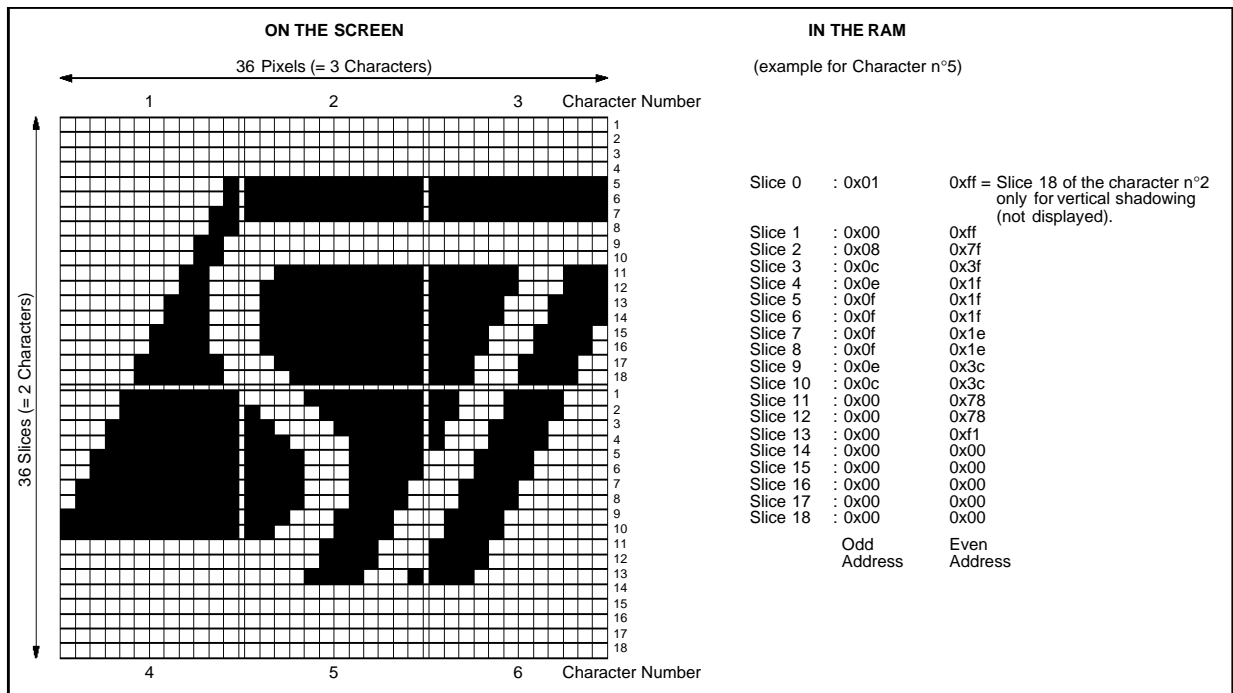 ON THE SCREEN
36 Pixels (= 3 Characters)
1 2 3 Character Number
36 Slices (= 2 Characters)
1
2
3
4
5
6
7
8
9
10
11
12
13
14
15
16
17
18
1
2
3
4
5
6
7
8
9
10
11
12
13
14
15
16
17
18
4 5 6 Character Number
IN THE RAM
(example for Character n°5)
Slice 0 : 0x01 0xff = Slice 18 of the character n°2
only for vertical shadowing
(not displayed).
Slice 1 : 0x00 0xff
Slice 2 : 0x08 0x7f
Slice 3 : 0x0c 0x3f
Slice 4 : 0x0e 0x1f
Slice 5 : 0x0f 0x1f
Slice 6 : 0x0f 0x1f
Slice 7 : 0x0f 0x1e
Slice 8 : 0x0f 0x1e
Slice 9 : 0x0e 0x3c
Slice 10 : 0x0c 0x3c
Slice 11 : 0x00 0x78
Slice 12 : 0x00 0x78
Slice 13 : 0x00 0xf1
Slice 14 : 0x00 0x00
Slice 15 : 0x00 0x00
Slice 16 : 0x00 0x00
Slice 17 : 0x00 0x00
Slice 18 : 0x00 0x00
Odd Even
Address Address